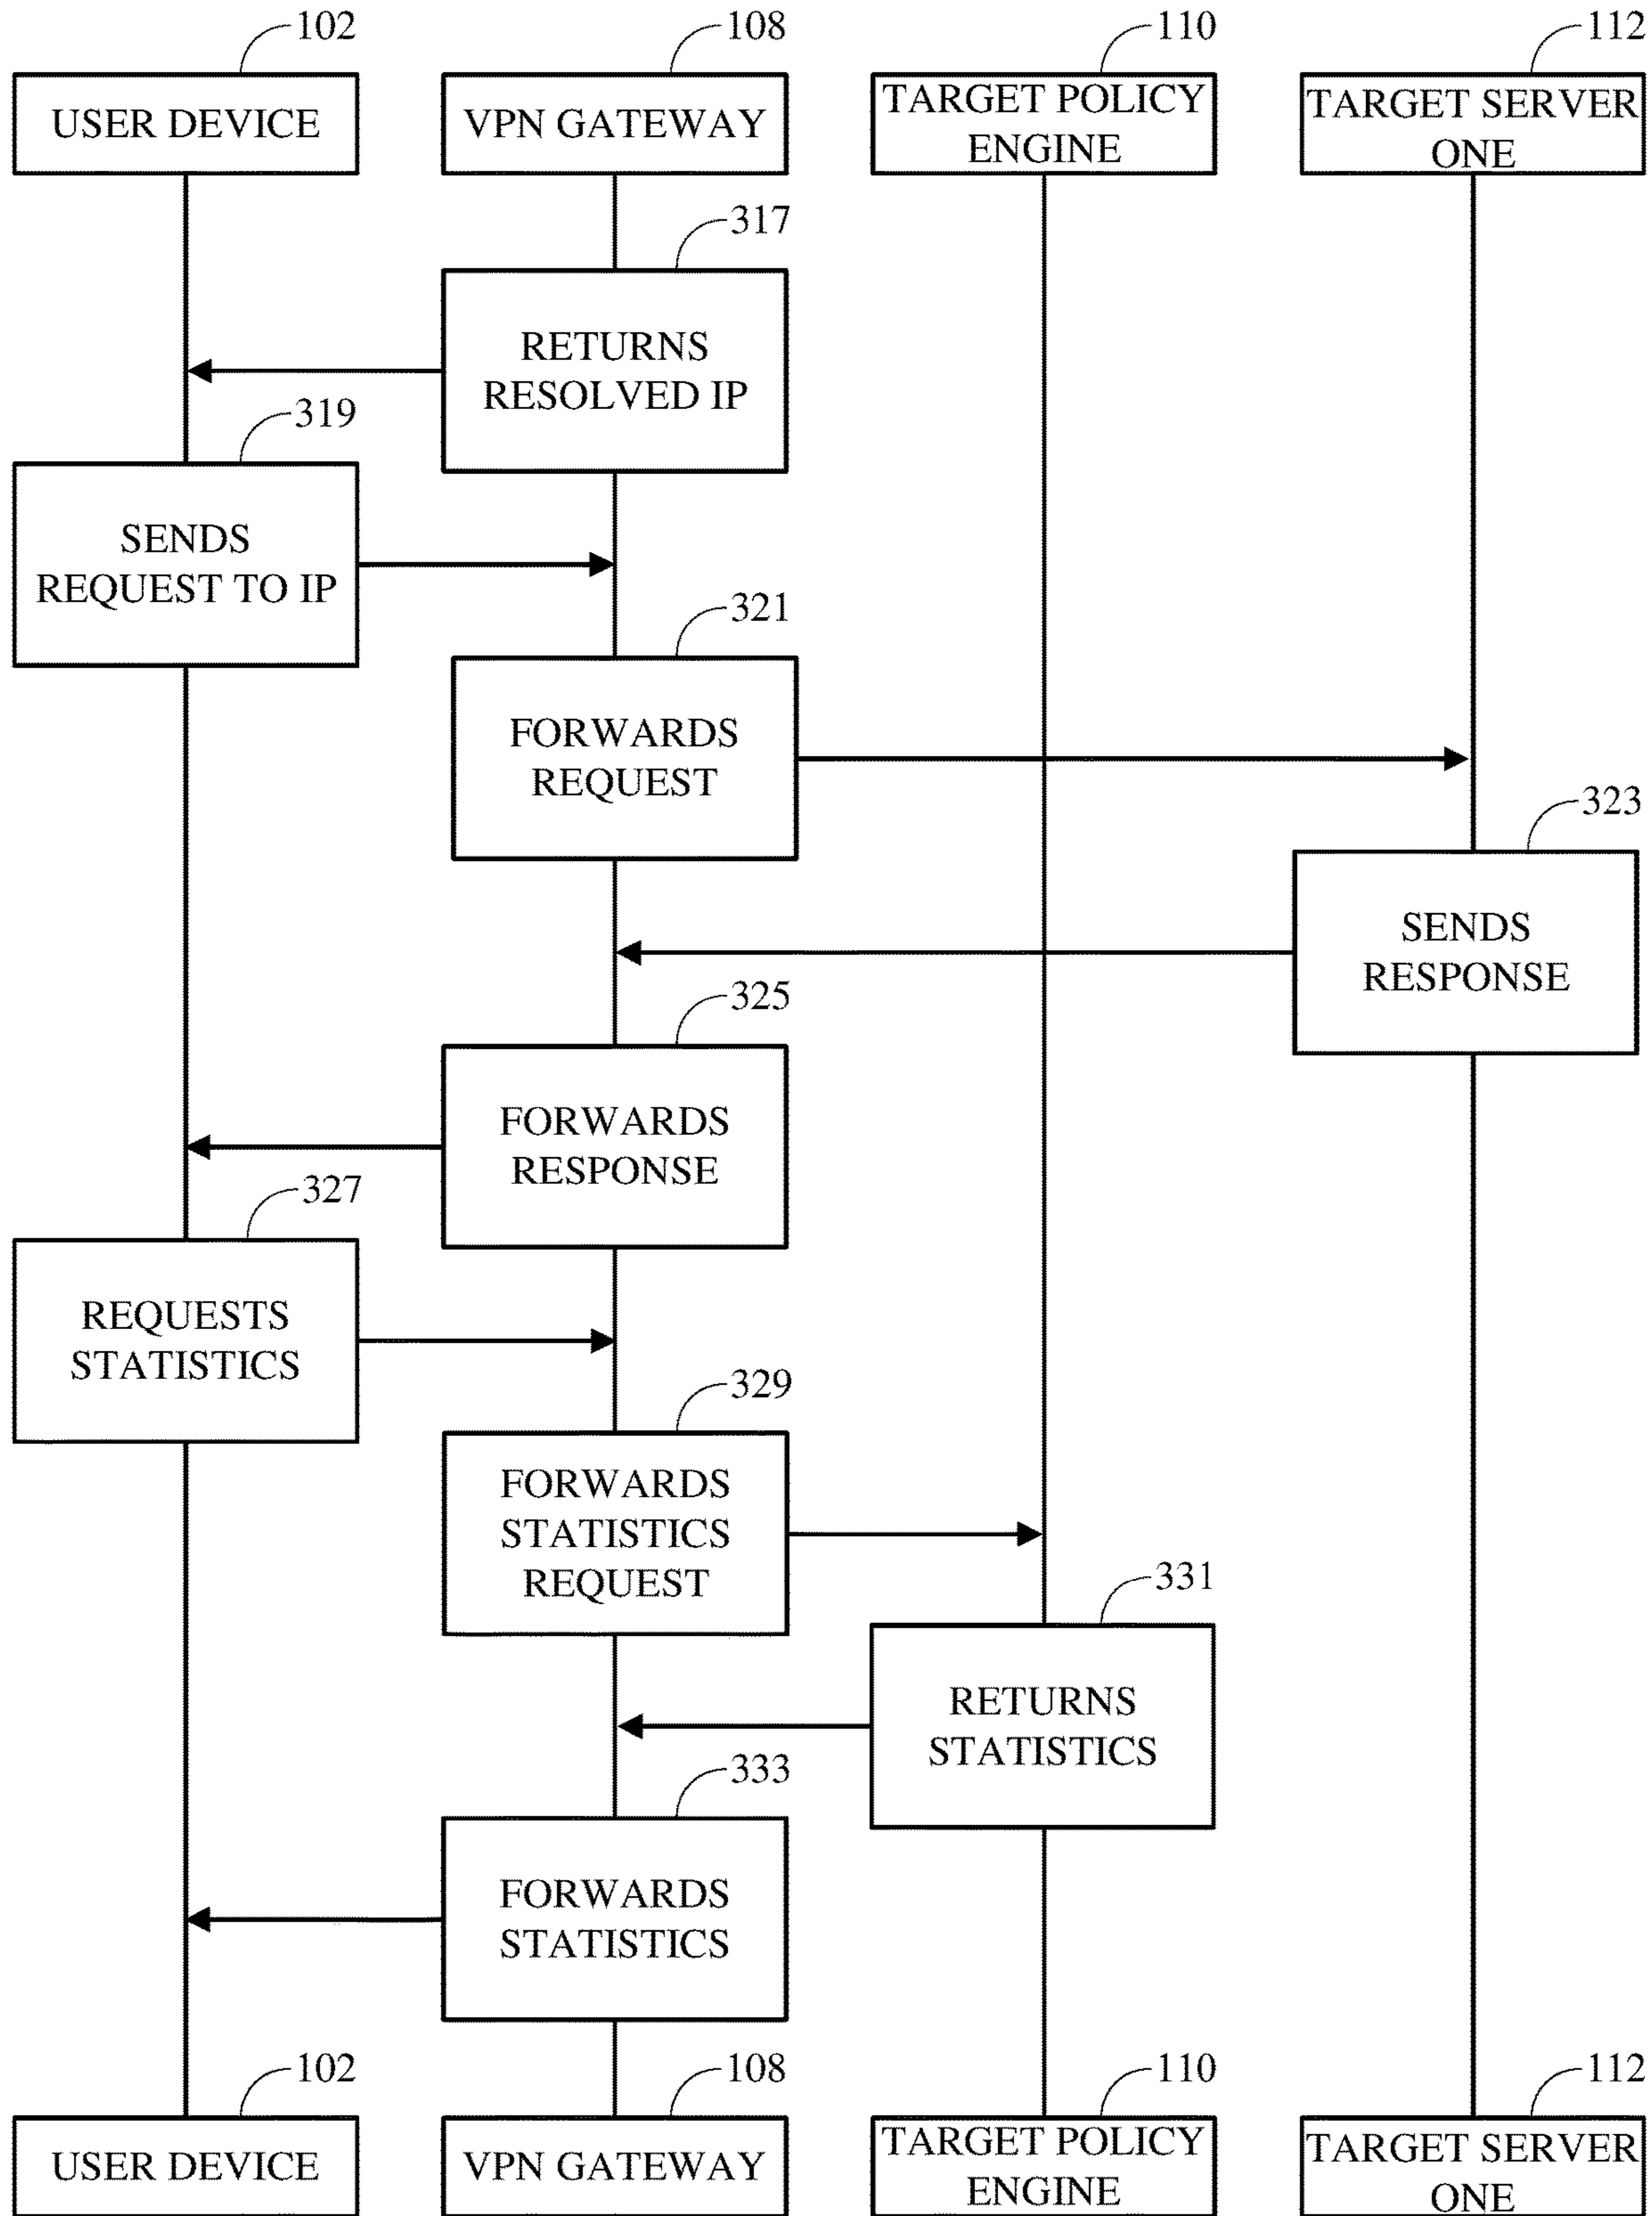 102
108
110
112
USER DEVICE
VPN GATEWAY
TARGET POLICY
ENGINE
TARGET SERVER
ONE
317
RETURNS
RESOLVED IP
319
SENDS
REQUEST TO IP
321
FORWARDS
REQUEST
323
SENDS
RESPONSE
325
FORWARDS
RESPONSE
327
REQUESTS
STATISTICS
329
FORWARDS
STATISTICS
REQUEST
331
RETURNS
STATISTICS
333
FORWARDS
STATISTICS
102
108
110
112
USER DEVICE
VPN GATEWAY
TARGET POLICY
ENGINE
TARGET SERVER
ONE